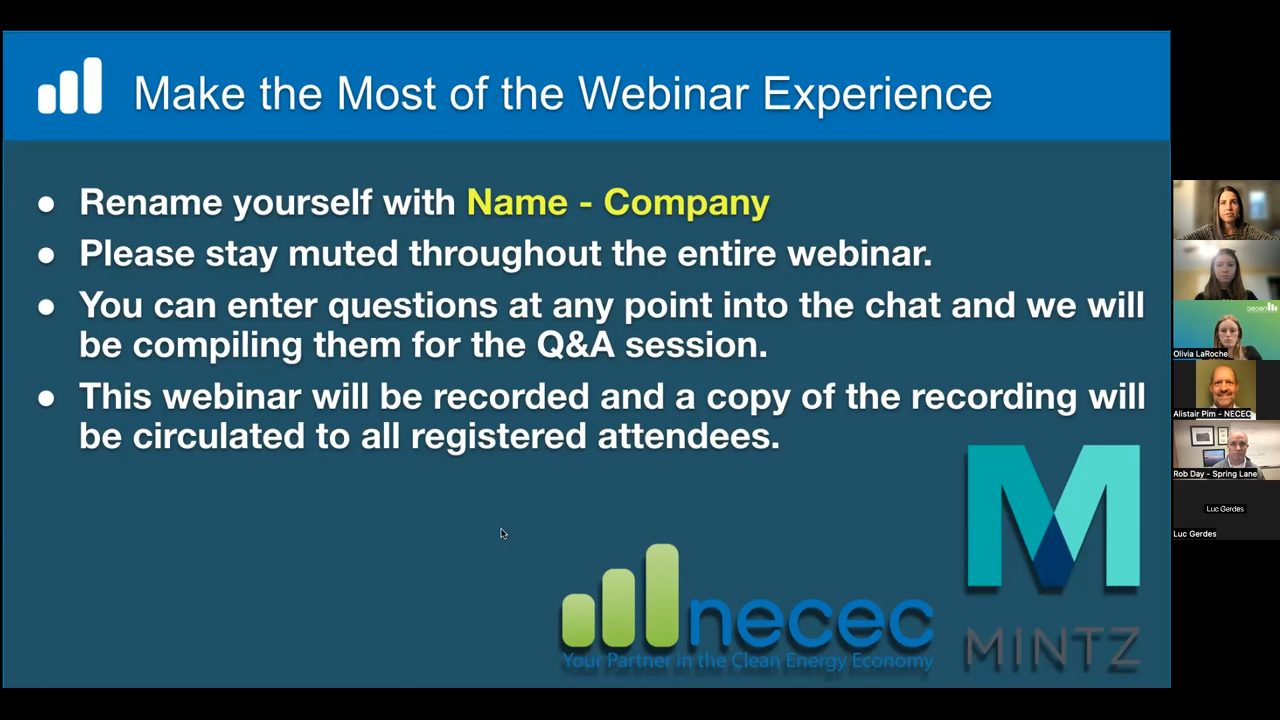 Make the Most of the Webinar Experience
● Rename yourself with Name - Company
● Please stay muted throughout the entire webinar.
● You can enter questions at any point into the chat and we will
be compiling them for the Q&A session.
● This webinar will be recorded and a copy of the recording will
be circulated to all registered attendees.
necec
Your Partner in the Clean Energy Economy
M
MINTZ
necec
Olivia LaRoche
Alistair Pim - NECEC
Rob Day - Spring Lane
Luc Gerdes
Luc Gerdes